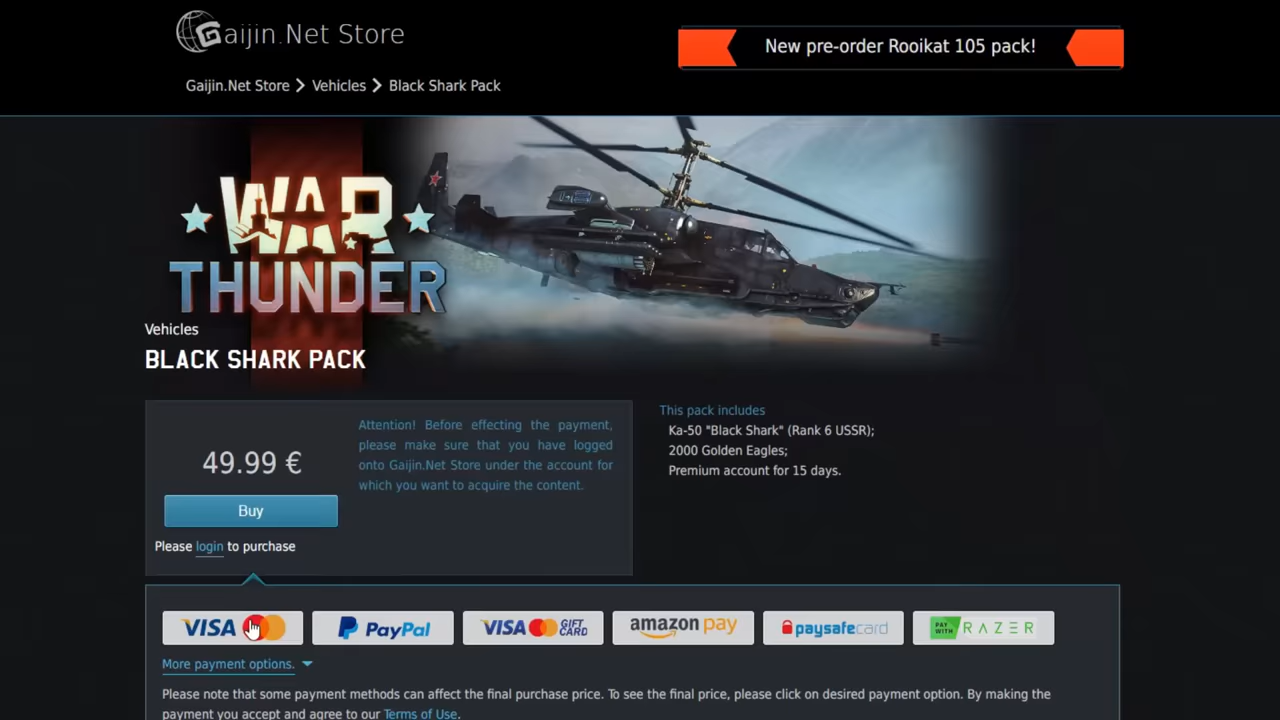 Gaijin.Net Store
New pre-order Rooikat 105 pack!
Gaijin.Net Store > Vehicles > Black Shark Pack
WAR
THUNDER
Vehicles
BLACK SHARK PACK
49.99 €
Buy
Please login to purchase
Attention! Before effecting the payment,
please make sure that you have logged
onto Gaijin.Net Store under the account for
which you want to acquire the content.
This pack includes
Ka-50 "Black Shark" (Rank 6 USSR);
2000 Golden Eagles;
Premium account for 15 days.
VISA
PayPal
VISA GIFT CARD
amazon pay
paysafecard
PAY WITH RAZER
More payment options.
Please note that some payment methods can affect the final purchase price. To see the final price, please click on desired payment option. By making the
payment you accept and agree to our Terms of Use.